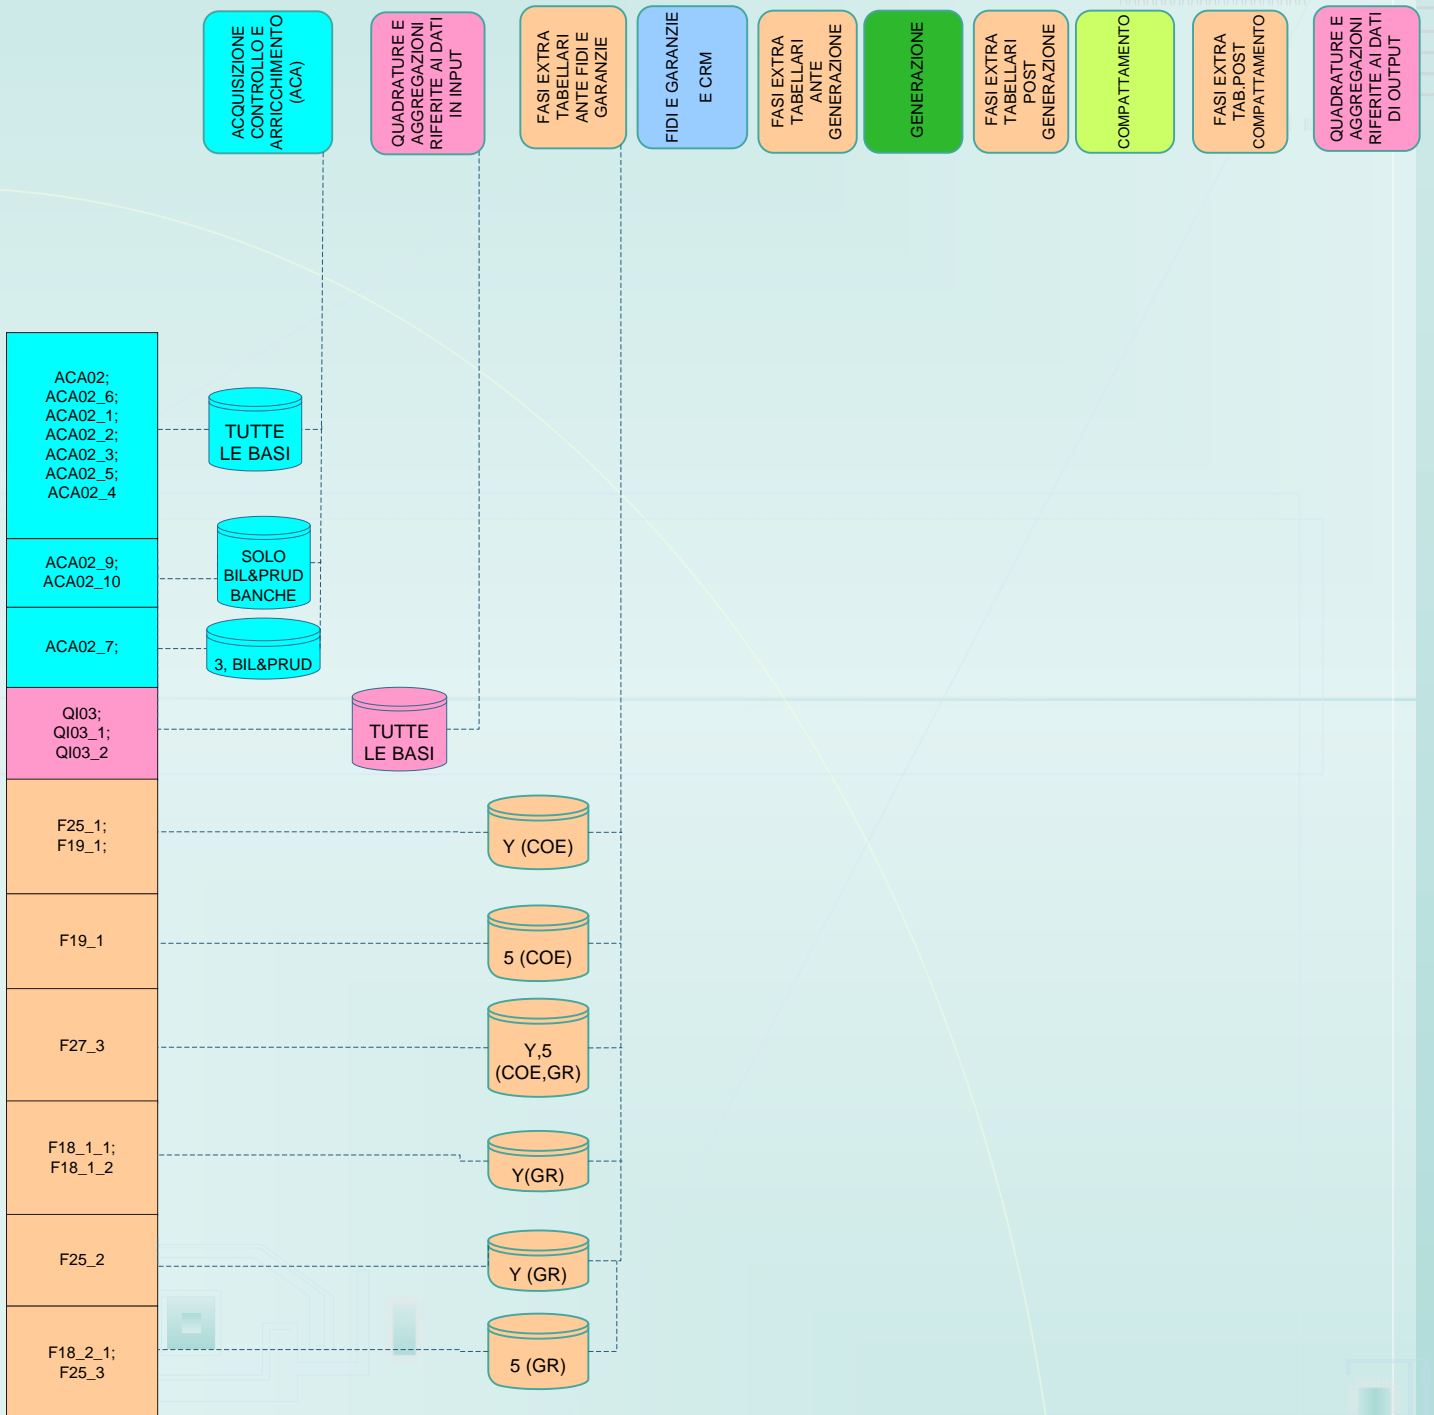 ACQUISIZIONE
CONTROLLO E
ARRICCHIMENTO
(ACA)
QUADRATURE E
AGGREGAZIONI
RIFERITE AI DATI
IN INPUT
FASI EXTRA
TABELLARI
ANTE FIDI E
GARANZIE
FIDI E GARANZIE
E CRM
FASI EXTRA
TABELLARI
ANTE
GENERAZIONE
GENERAZIONE
FASI EXTRA
TABELLARI
POST
GENERAZIONE
COMPATTAMENTO
FASI EXTRA
TAB.POST
COMPATTAMENTO
QUADRATURE E
AGGREGAZIONI
RIFERITE AI DATI
DI OUTPUT
ACA02;
ACA02_6;
ACA02_1;
ACA02_2;
ACA02_3;
ACA02_5;
ACA02_4
TUTTE
LE BASI
ACA02_9;
ACA02_10
SOLO
BIL&PRUD
BANCHE
ACA02_7;
3, BIL&PRUD
QI03;
QI03_1;
QI03_2
TUTTE
LE BASI
F25_1;
F19_1;
Y (COE)
F19_1
5 (COE)
F27_3
Y,5
(COE,GR)
F18_1_1;
F18_1_2
Y(GR)
F25_2
Y (GR)
F18_2_1;
F25_3
5 (GR)